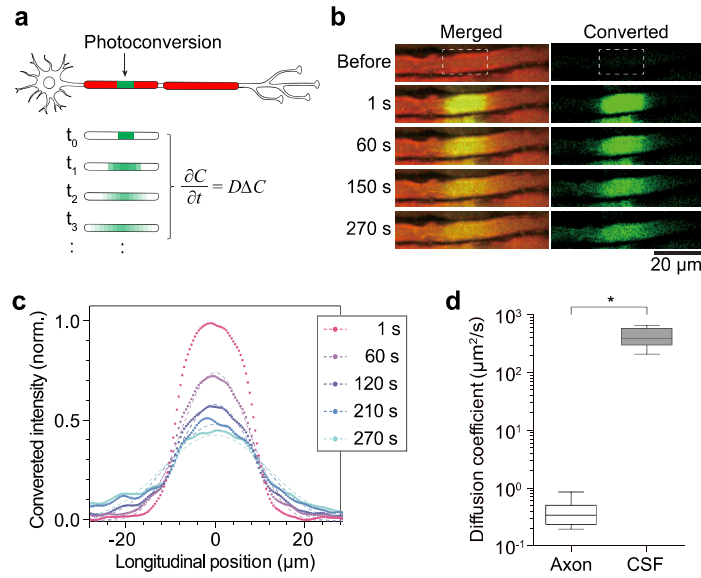 a
Photoconversion
t0
t1
t2
t3
∂C/∂t = DΔC
b
Merged
Converted
Before
1 s
60 s
150 s
270 s
20 μm
c
Convereted intensity (norm.)
1.0
0.5
0.0
-20
0
20
Longitudinal position (μm)
1 s
60 s
120 s
210 s
270 s
d
*
Diffusion coefficient (μm²/s)
10³
10²
10¹
10⁰
10⁻¹
Axon
CSF